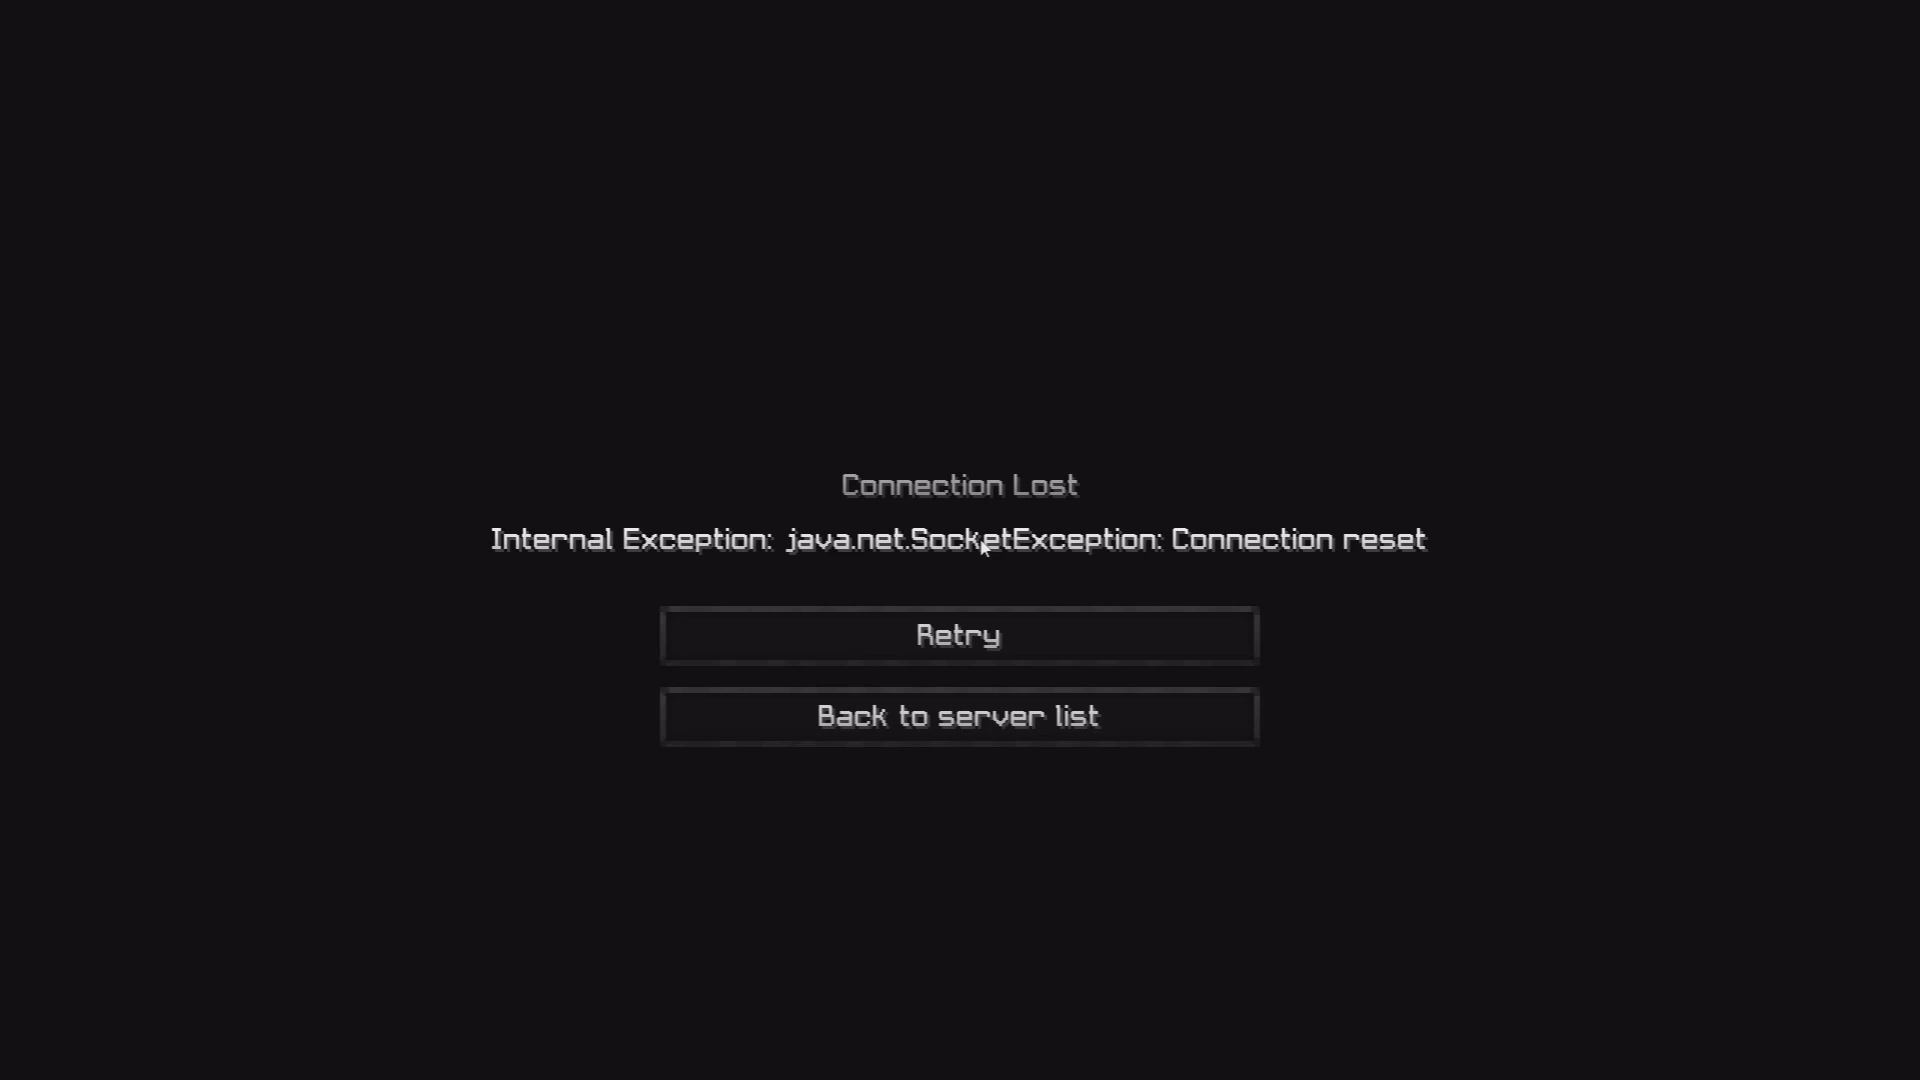 Connection Lost
Internal Exception: java.net.SocketException: Connection reset
Retry
Back to server list